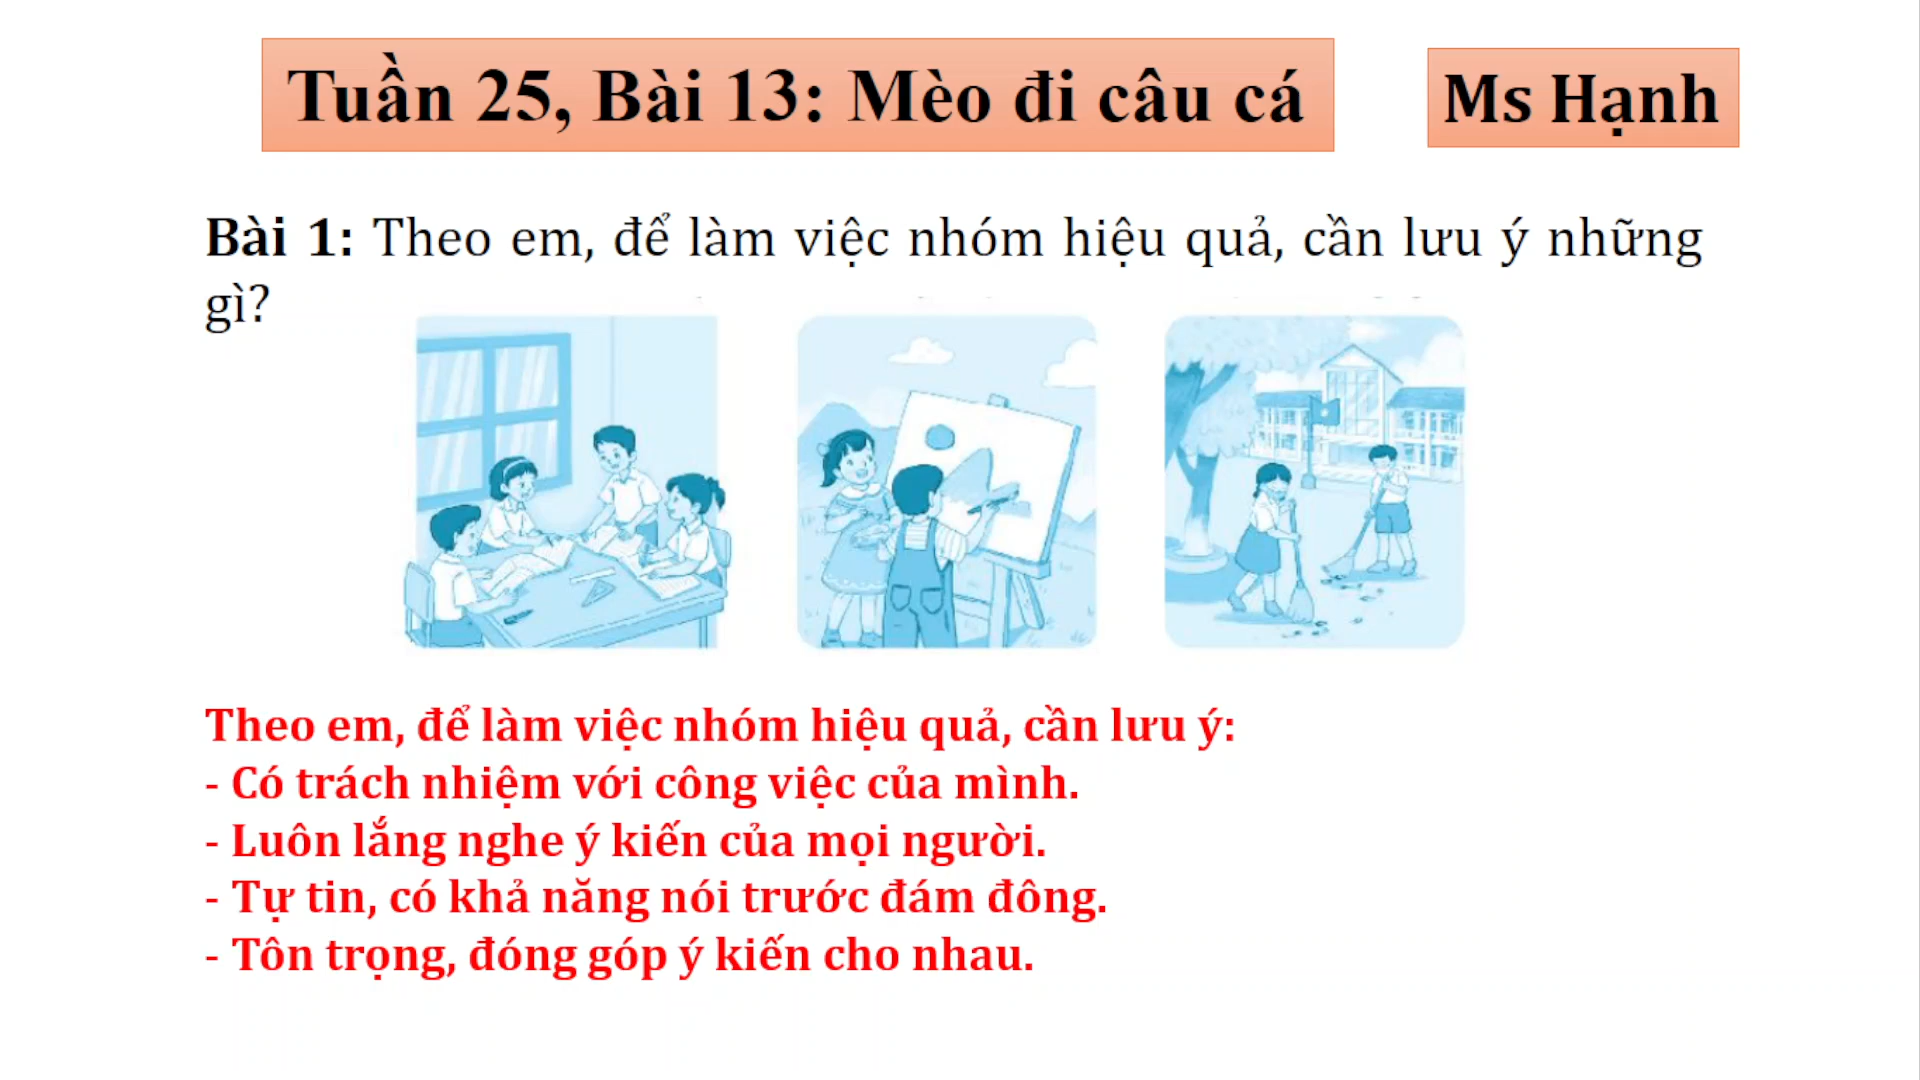 Tuần 25, Bài 13: Mèo đi câu cá
Ms Hạnh
Bài 1: Theo em, để làm việc nhóm hiệu quả, cần lưu ý những
gì?
Theo em, để làm việc nhóm hiệu quả, cần lưu ý:
- Có trách nhiệm với công việc của mình.
- Luôn lắng nghe ý kiến của mọi người.
- Tự tin, có khả năng nói trước đám đông.
- Tôn trọng, đóng góp ý kiến cho nhau.